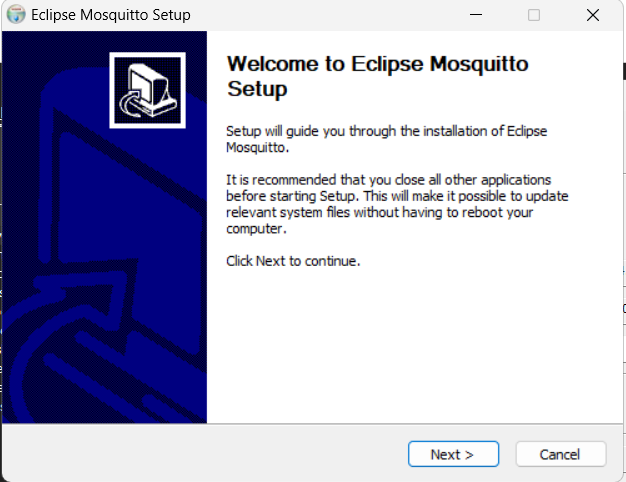 Eclipse Mosquitto Setup
Welcome to Eclipse Mosquitto
Setup
Setup will guide you through the installation of Eclipse
Mosquitto.
It is recommended that you close all other applications
before starting Setup. This will make it possible to update
relevant system files without having to reboot your
computer.
Click Next to continue.
Next >
Cancel